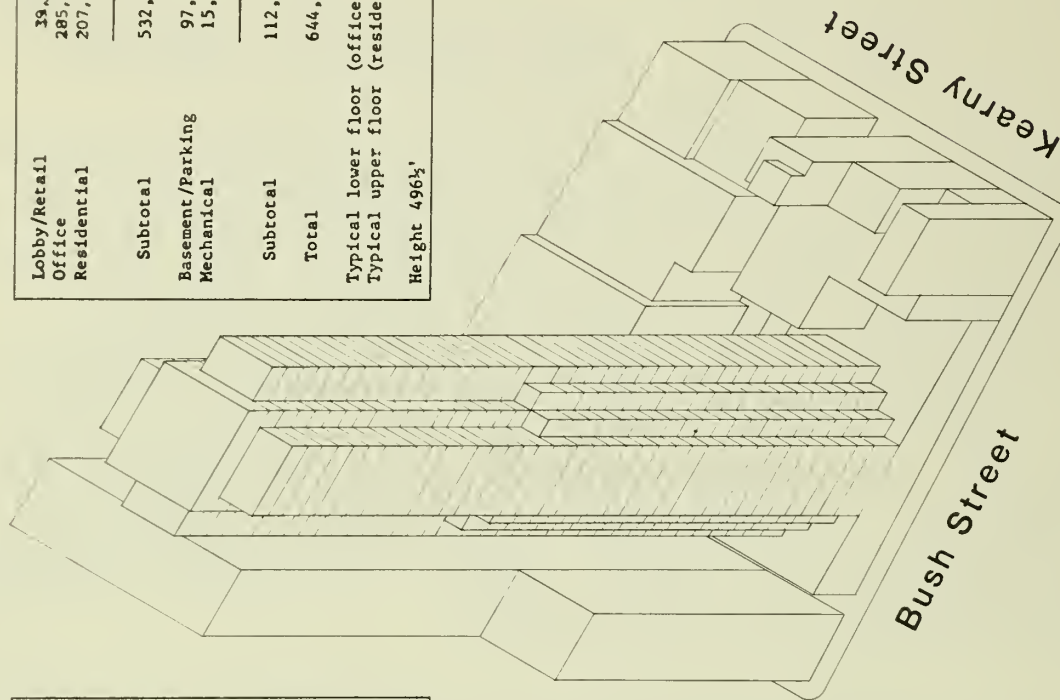 Lobby/Retail 39,
Office 285,
Residential 207,
Subtotal 532,
Basement/Parking 97,
Mechanical 15,
Subtotal 112,
Total 644,
Typical lower floor (office
Typical upper floor (reside
Height 496½'
Kearny Street
Bush Street